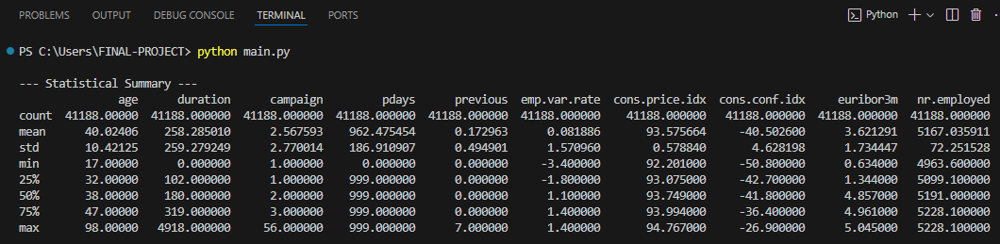 PROBLEMS OUTPUT DEBUG CONSOLE TERMINAL PORTS Python
PS C:\Users\FINAL-PROJECT> python main.py
--- Statistical Summary ---
age duration campaign pdays previous emp.var.rate cons.price.idx cons.conf.idx euribor3m nr.employed
count 41188.00000 41188.000000 41188.000000 41188.000000 41188.000000 41188.000000 41188.000000 41188.000000 41188.000000 41188.000000
mean 40.02406 258.285010 2.567593 962.475454 0.172963 0.081886 93.575664 -40.502600 3.621291 5167.035911
std 10.42125 259.279249 2.770014 186.910907 0.494901 1.570960 0.578840 4.628198 1.734447 72.251528
min 17.00000 0.000000 1.000000 0.000000 0.000000 -3.400000 92.201000 -50.800000 0.634000 4963.600000
25% 32.00000 102.000000 1.000000 999.000000 0.000000 -1.800000 93.075000 -42.700000 1.344000 5099.100000
50% 38.00000 180.000000 2.000000 999.000000 0.000000 1.100000 93.749000 -41.800000 4.857000 5191.000000
75% 47.00000 319.000000 3.000000 999.000000 0.000000 1.400000 93.994000 -36.400000 4.961000 5228.100000
max 98.00000 4918.000000 56.000000 999.000000 7.000000 1.400000 94.767000 -26.900000 5.045000 5228.100000